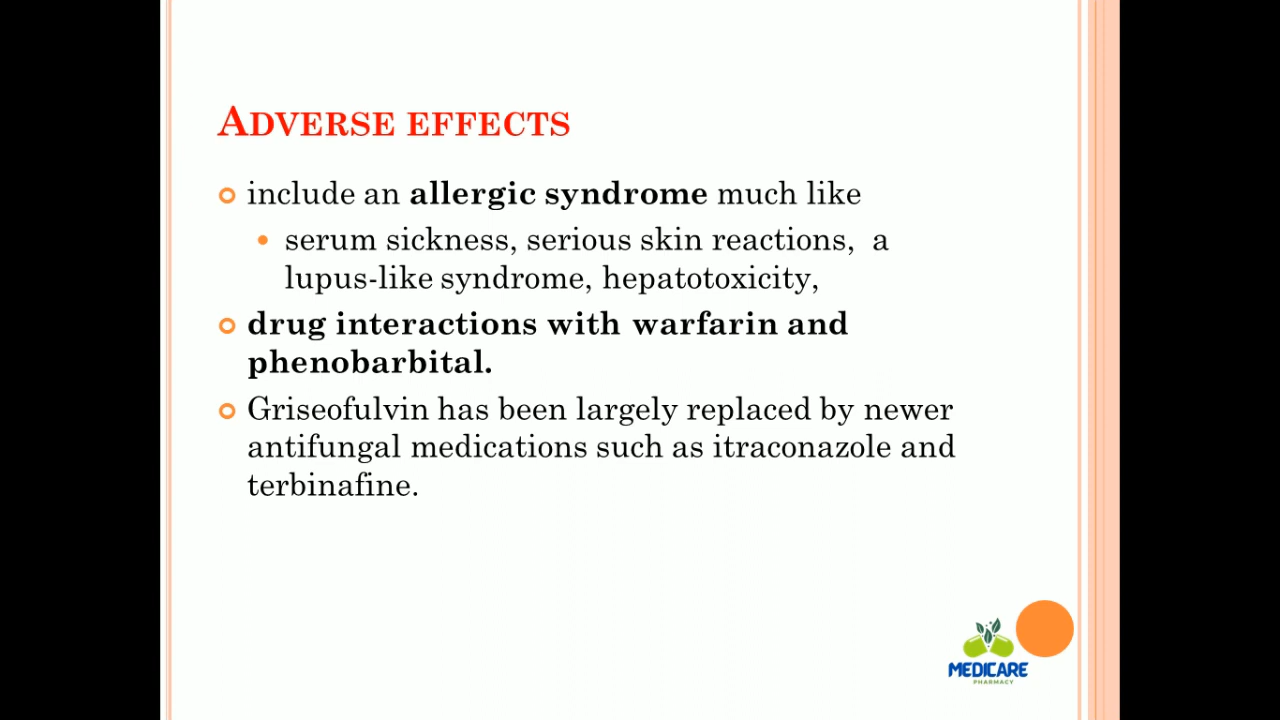 ADVERSE EFFECTS
include an allergic syndrome much like
serum sickness, serious skin reactions, a
lupus-like syndrome, hepatotoxicity,
drug interactions with warfarin and
phenobarbital.
Griseofulvin has been largely replaced by newer
antifungal medications such as itraconazole and
terbinafine.
MEDICARE
PHARMACY